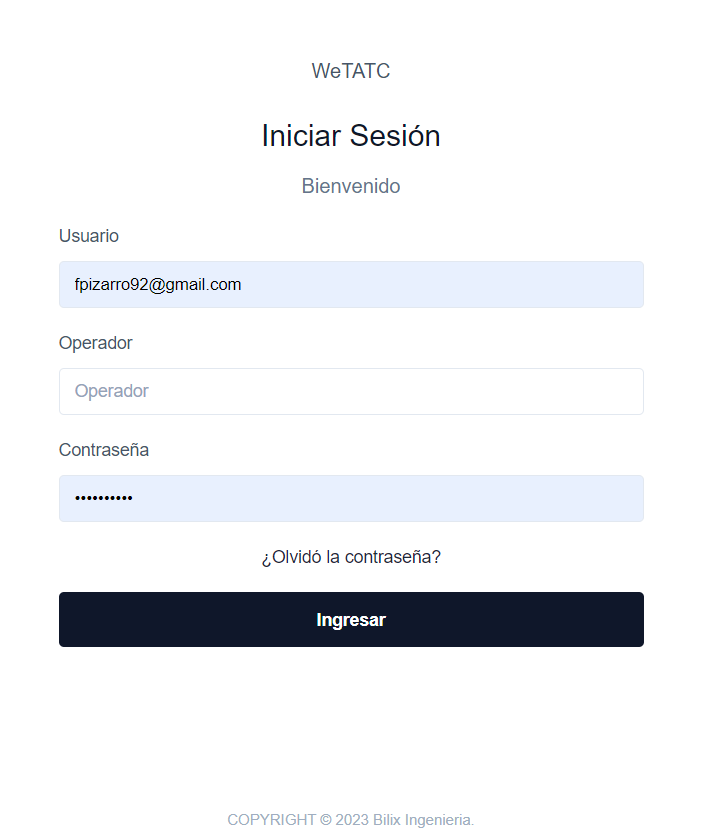 WeTATC
Iniciar Sesión
Bienvenido
Usuario
fpizarro92@gmail.com
Operador
Operador
Contraseña
••••••••••
¿Olvidó la contraseña?
Ingresar
COPYRIGHT © 2023 Bilix Ingenieria.